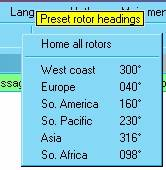 Preset rotor headings
Home all rotors
West coast 300°
Europe 040°
So. America 160°
So. Pacific 230°
Asia 316°
So. Africa 098°